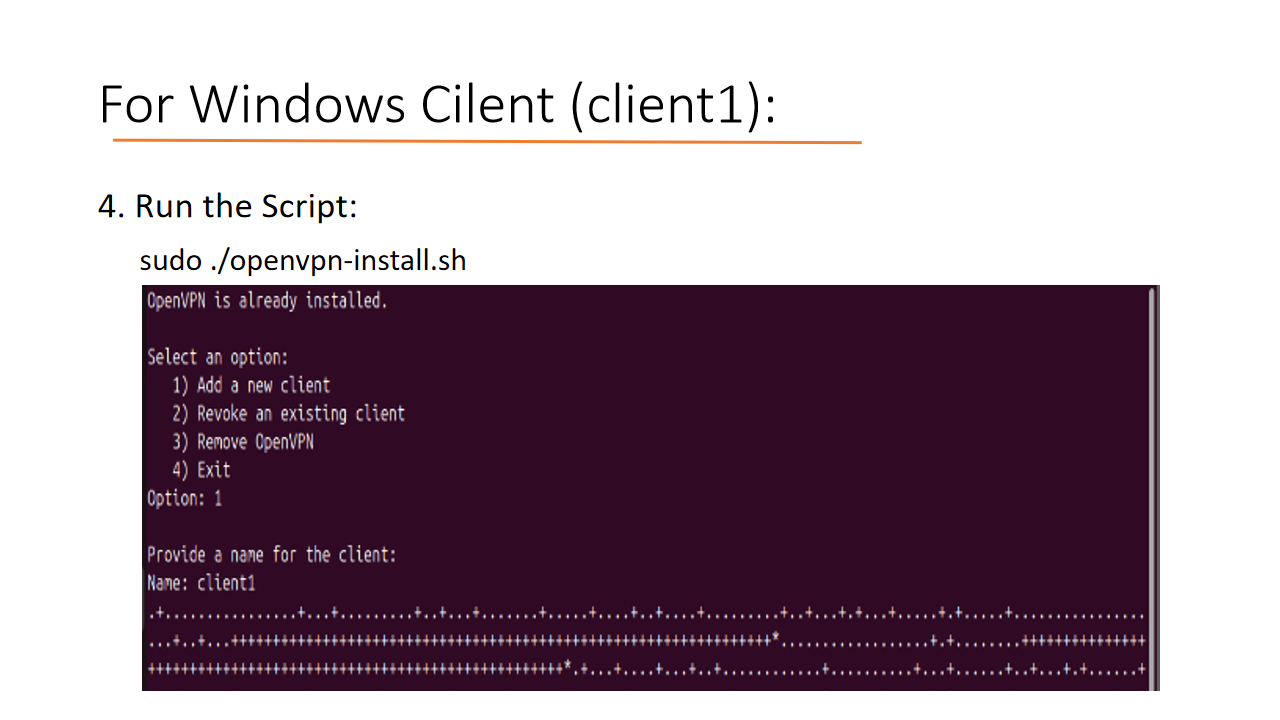 For Windows Cilent (client1):
4. Run the Script:
sudo ./openvpn-install.sh
OpenVPN is already installed.
Select an option:
1) Add a new client
2) Revoke an existing client
3) Remove OpenVPN
4) Exit
Option: 1
Provide a name for the client:
Name: client1